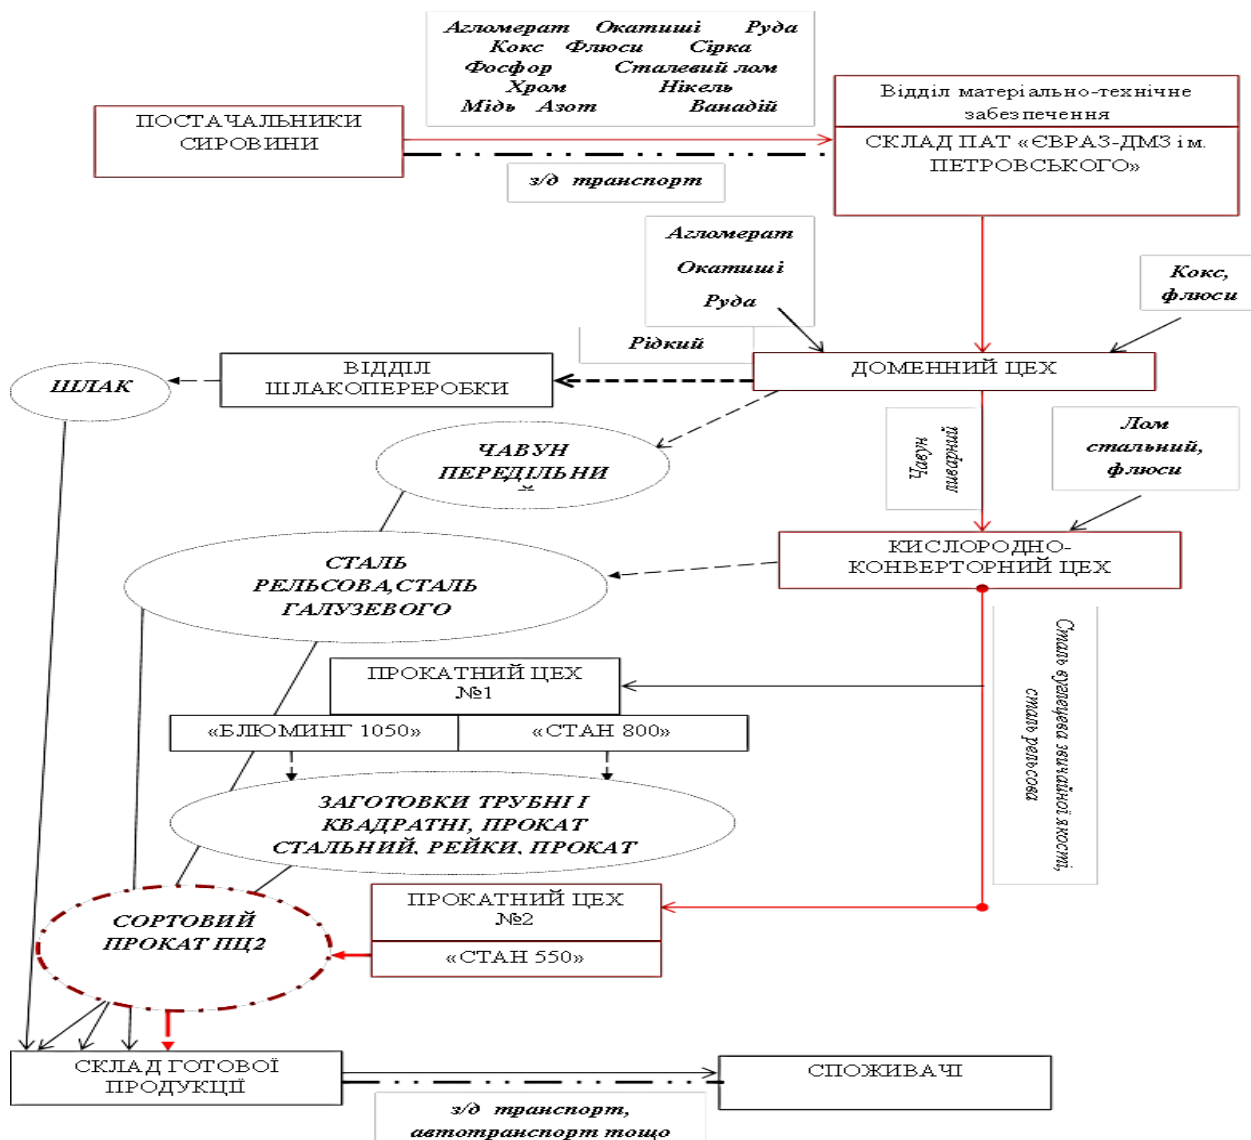 Агломерат Окатиші Руда
Кокс Флюси Сірка
Фосфор Сталевий лом
Хром Нікель
Мідь Азот Ванадій
ПОСТАЧАЛЬНИКИ
СИРОВИНИ
Відділ матеріально-технічне
забезпечення
СКЛАД ПАТ «ЄВРАЗ-ДМЗ ім.
ПЕТРОВСЬКОГО»
з/д транспорт
Агломерат
Окатиші
Руда
Кокс,
флюси
Рідкий
ШЛАК
ВІДДІЛ
ШЛАКОПЕРЕРОБКИ
ДОМЕННИЙ ЦЕХ
ЧАВУН
ПЕРЕДІЛЬНИ
Й
Чавун
ливарний
Лом
стальний,
флюси
КИСЛОРОДНО-
КОНВЕРТОРНИЙ ЦЕХ
СТАЛЬ
РЕЛЬСОВА,СТАЛЬ
ГАЛУЗЕВОГО
Сталь вуглецева звичайної якості,
сталь рельсова
ПРОКАТНИЙ ЦЕХ
№1
«БЛЮМИНГ 1050»
«СТАН 800»
ЗАГОТОВКИ ТРУБНІ І
КВАДРАТНІ, ПРОКАТ
СТАЛЬНИЙ, РЕЙКИ, ПРОКАТ
ПРОКАТНИЙ ЦЕХ
№2
«СТАН 550»
СОРТОВИЙ
ПРОКАТ ПЦ2
СКЛАД ГОТОВОЇ
ПРОДУКЦІЇ
СПОЖИВАЧІ
з/д транспорт,
автотранспорт тощо